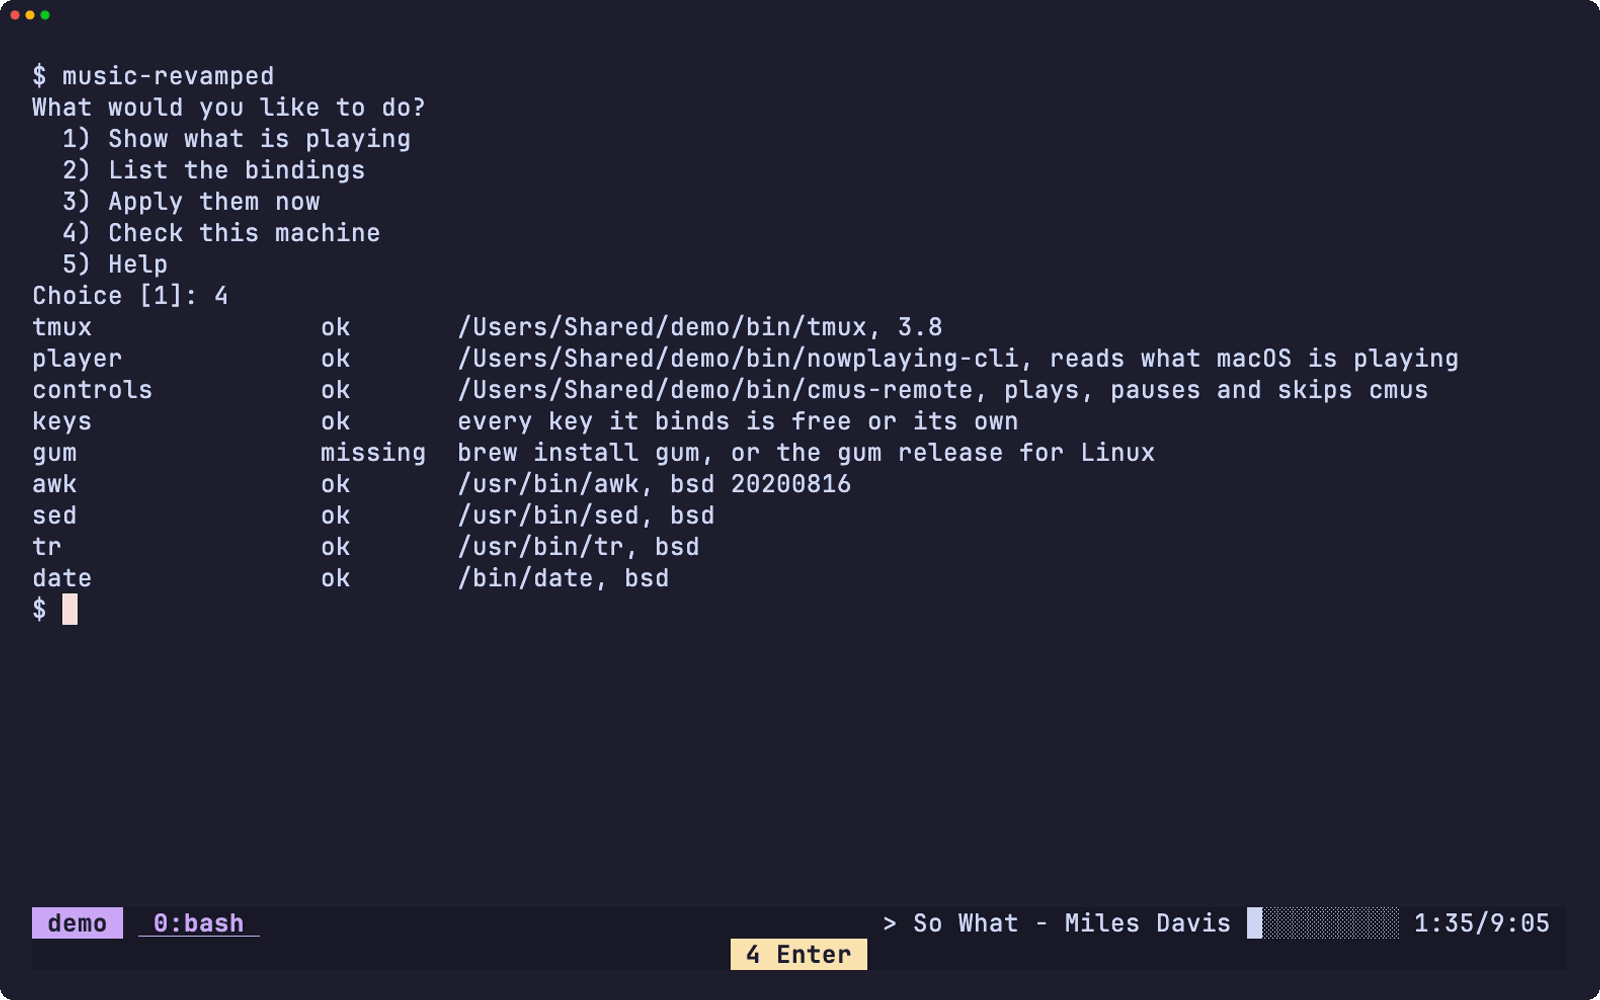 $ music-revamped
What would you like to do?
  1) Show what is playing
  2) List the bindings
  3) Apply them now
  4) Check this machine
  5) Help
Choice [1]: 4
tmux               ok       /Users/Shared/demo/bin/tmux, 3.8
player             ok       /Users/Shared/demo/bin/nowplaying-cli, reads what macOS is playing
controls           ok       /Users/Shared/demo/bin/cmus-remote, plays, pauses and skips cmus
keys               ok       every key it binds is free or its own
gum                missing  brew install gum, or the gum release for Linux
awk                ok       /usr/bin/awk, bsd 20200816
sed                ok       /usr/bin/sed, bsd
tr                 ok       /usr/bin/tr, bsd
date               ok       /bin/date, bsd
$
demo 0:bash > So What - Miles Davis 1:35/9:05
4 Enter